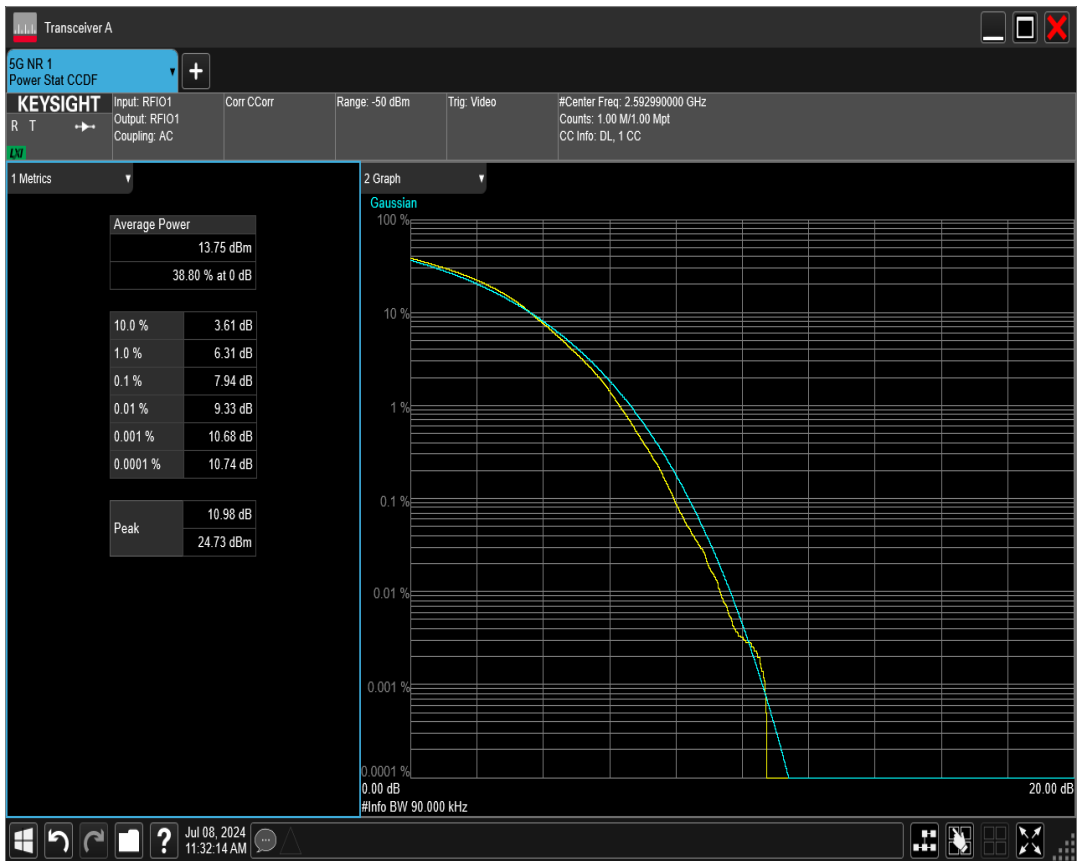 Transceiver A
5G NR 1
Power Stat CCDF
+
KEYSIGHT
R T
LXI
Input: RFIO1
Output: RFIO1
Coupling: AC
Corr CCorr
Range: -50 dBm
Trig: Video
#Center Freq: 2.592990000 GHz
Counts: 1.00 M/1.00 Mpt
CC Info: DL, 1 CC
1 Metrics
Average Power
13.75 dBm
38.80 % at 0 dB
10.0 % 3.61 dB
1.0 % 6.31 dB
0.1 % 7.94 dB
0.01 % 9.33 dB
0.001 % 10.68 dB
0.0001 % 10.74 dB
Peak
10.98 dB
24.73 dBm
2 Graph
Gaussian
100 %
10 %
1 %
0.1 %
0.01 %
0.001 %
0.0001 %
0.00 dB 20.00 dB
#Info BW 90.000 kHz
?
Jul 08, 2024
11:32:14 AM